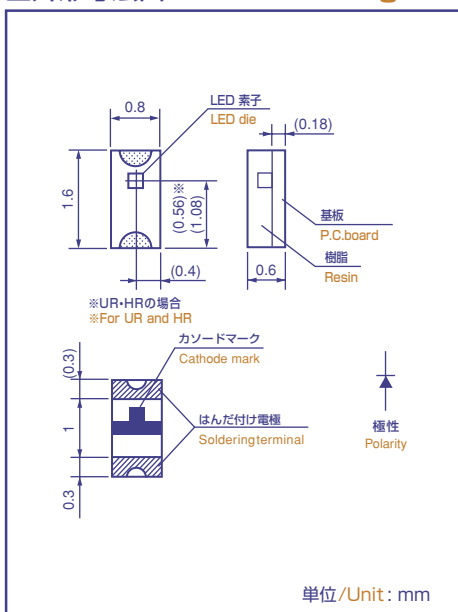 0.8
LED 素子
LED die
(0.18)
1.6
(0.56)※
(1.08)
基板
P.C.board
樹脂
Resin
(0.4)
0.6
※UR・HRの場合
※For UR and HR
カソードマーク
Cathode mark
(0.3)
1
0.3
はんだ付け電極
Soldering terminal
極性
Polarity
単位/Unit : mm